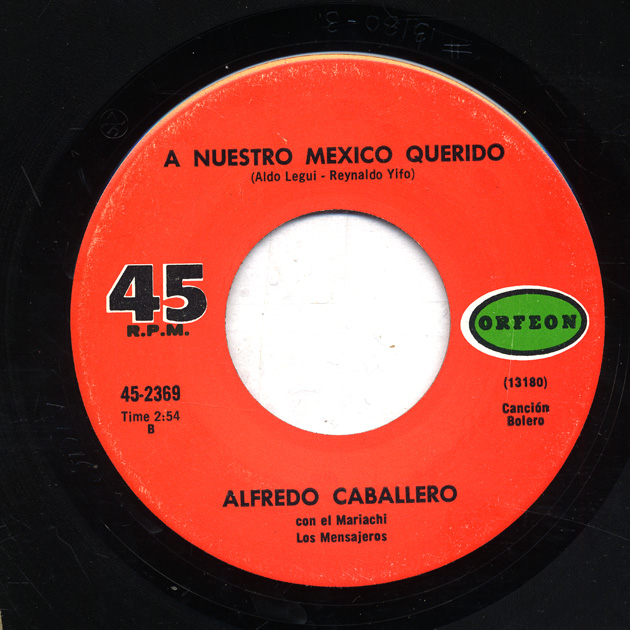 A NUESTRO MEXICO QUERIDO
(Aldo Legui - Reynaldo Yifo)
45
R.P.M.
ORFEON
45-2369
Time 2:54
B
(13180)
Canción
Bolero
ALFREDO CABALLERO
con el Mariachi
Los Mensajeros